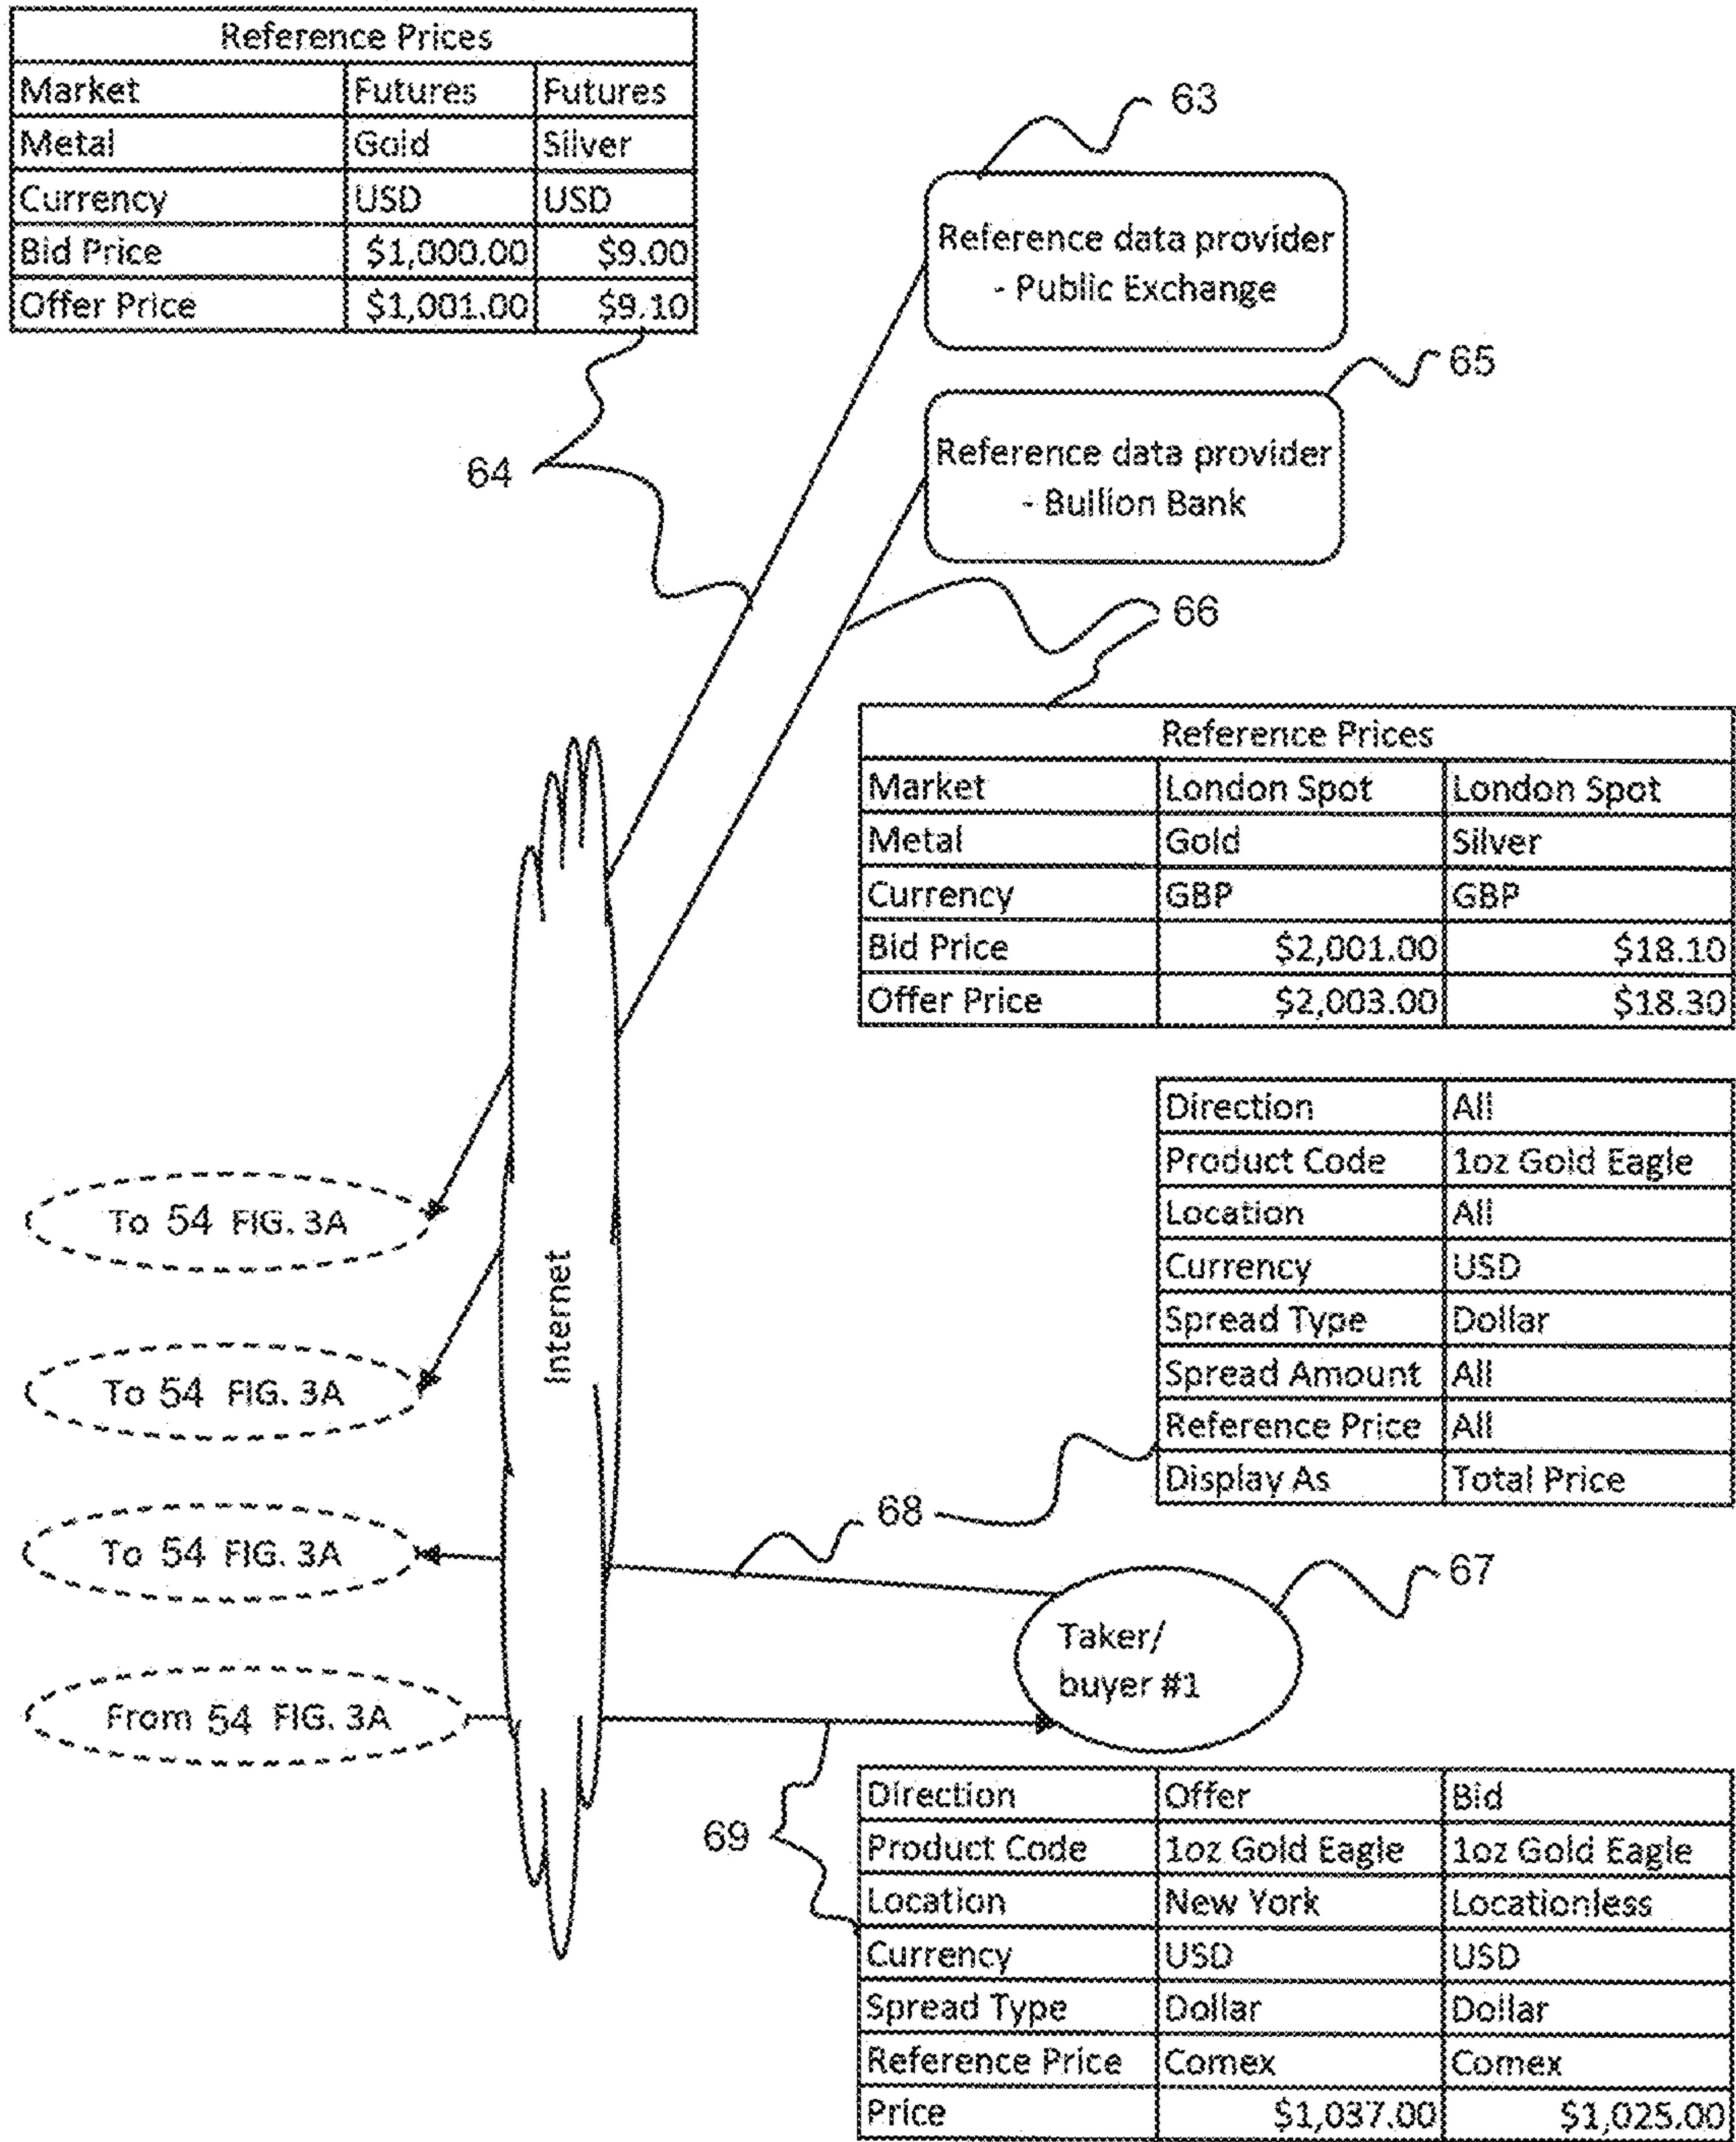 Reference Prices
Market Futures Futures
Metal Gold Silver
Currency USD USD
Bid Price $1,000.00 $9.00
Offer Price $1,001.00 $9.10
63
Reference data provider
- Public Exchange
65
Reference data provider
- Bullion Bank
64
66
Reference Prices
Market London Spot London Spot
Metal Gold Silver
Currency GBP GBP
Bid Price $2,001.00 $18.10
Offer Price $2,003.00 $18.30
Direction All
Product Code 1oz Gold Eagle
Location All
Currency USD
Spread Type Dollar
Spread Amount All
Reference Price All
Display As Total Price
To 54 FIG. 3A
Internet
To 54 FIG. 3A
68
To 54 FIG. 3A
67
Taker/
buyer #1
From 54 FIG. 3A
69
Direction Offer Bid
Product Code 1oz Gold Eagle 1oz Gold Eagle
Location New York Locationless
Currency USD USD
Spread Type Dollar Dollar
Reference Price Comex Comex
Price $1,037.00 $1,025.00